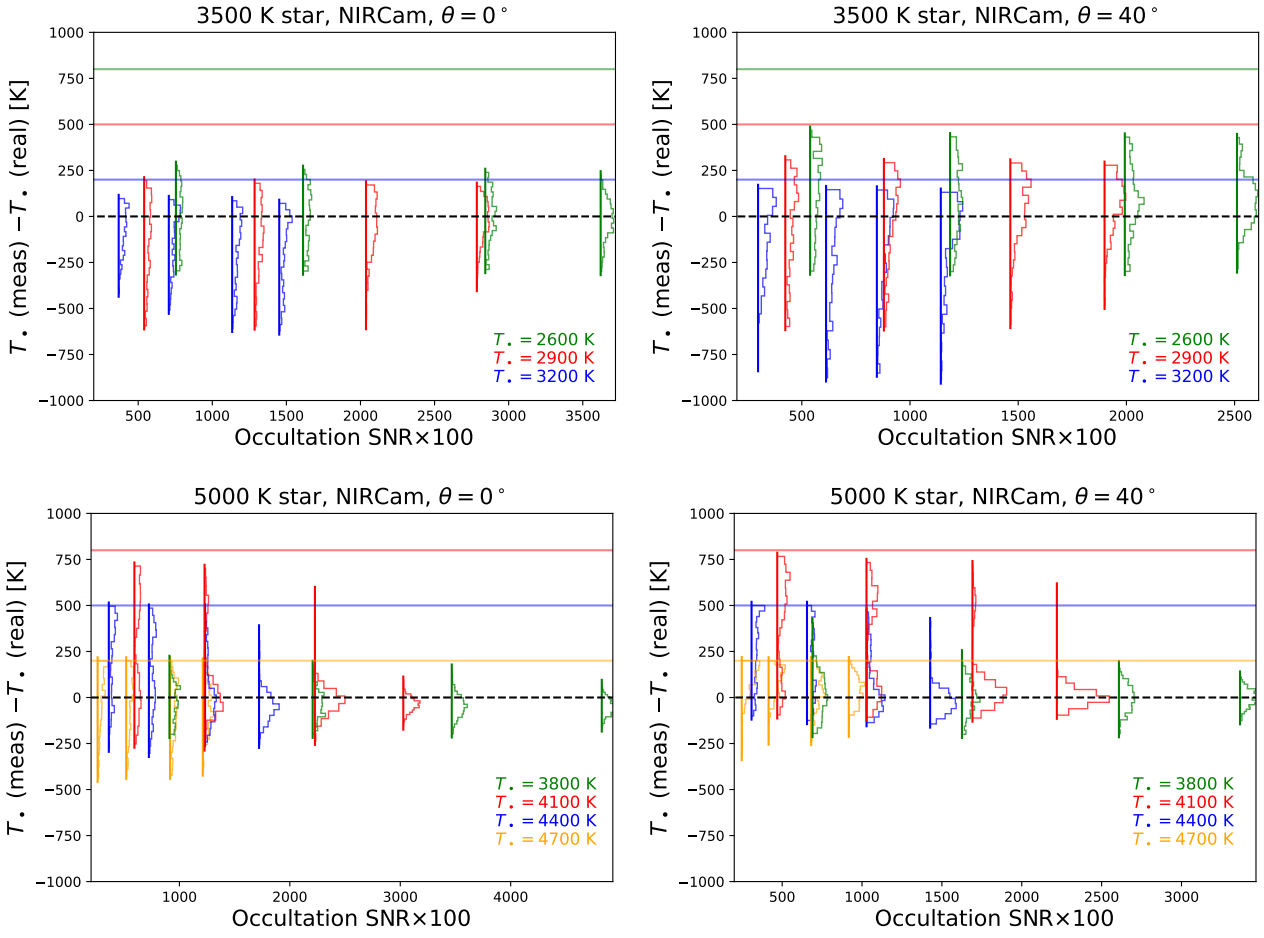 3500 K star, NIRCam, θ = 0°
1000
750
500
250
0
−250
−500
−750
−1000
T• (meas) −T• (real) [K]
T• = 2600 K
T• = 2900 K
T• = 3200 K
500 1000 1500 2000 2500 3000 3500
Occultation SNR×100
3500 K star, NIRCam, θ = 40°
1000
750
500
250
0
−250
−500
−750
−1000
T• (meas) −T• (real) [K]
T• = 2600 K
T• = 2900 K
T• = 3200 K
500 1000 1500 2000 2500
Occultation SNR×100
5000 K star, NIRCam, θ = 0°
1000
750
500
250
0
−250
−500
−750
−1000
T• (meas) −T• (real) [K]
T• = 3800 K
T• = 4100 K
T• = 4400 K
T• = 4700 K
1000 2000 3000 4000
Occultation SNR×100
5000 K star, NIRCam, θ = 40°
1000
750
500
250
0
−250
−500
−750
−1000
T• (meas) −T• (real) [K]
T• = 3800 K
T• = 4100 K
T• = 4400 K
T• = 4700 K
500 1000 1500 2000 2500 3000
Occultation SNR×100